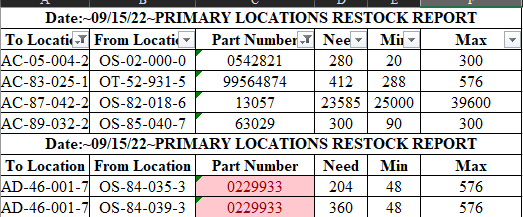 Date:~09/15/22~PRIMARY LOCATIONS RESTOCK REPORT
To Locati From Locati Part Number Nee Mi Max
AC-05-004-2 OS-02-000-0 0542821 280 20 300
AC-83-025-1 OT-52-931-5 99564874 412 288 576
AC-87-042-2 OS-82-018-6 13057 23585 25000 39600
AC-89-032-2 OS-85-040-7 63029 300 90 300
Date:~09/15/22~PRIMARY LOCATIONS RESTOCK REPORT
To Location From Location Part Number Need Min Max
AD-46-001-7 OS-84-035-3 0229933 204 48 576
AD-46-001-7 OS-84-039-3 0229933 360 48 576